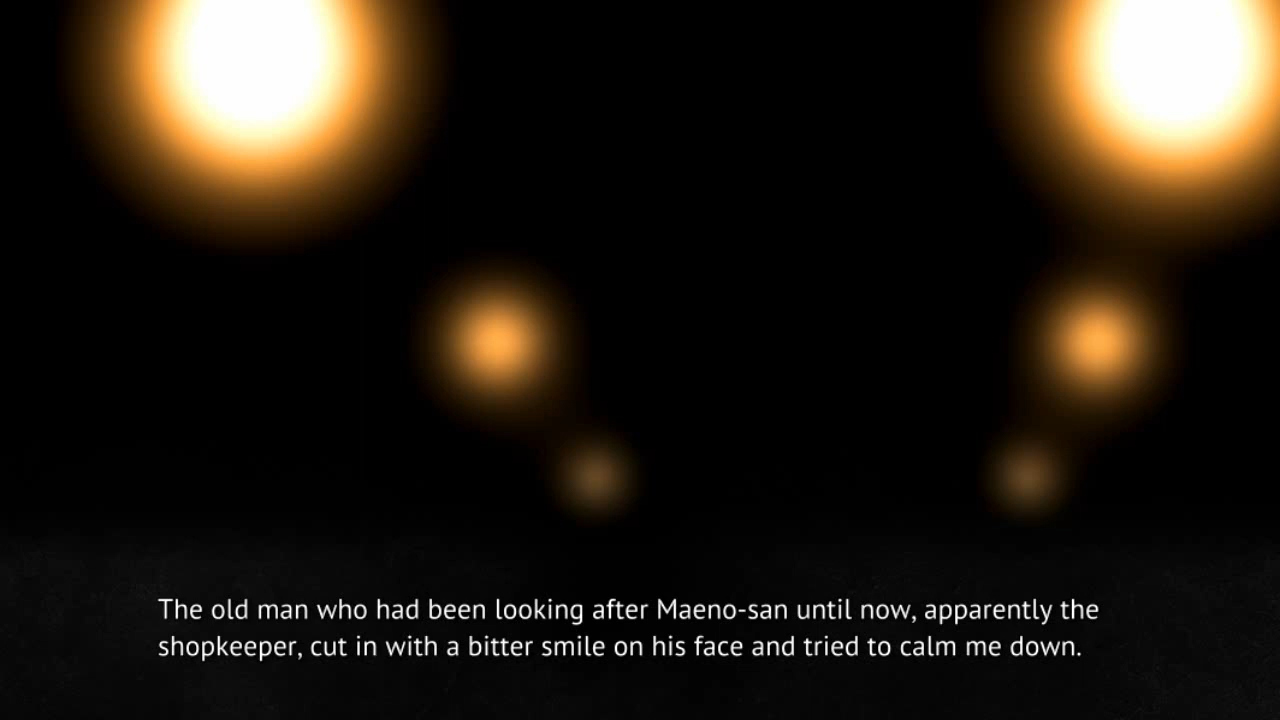 The old man who had been looking after Maeno-san until now, apparently the
shopkeeper, cut in with a bitter smile on his face and tried to calm me down.